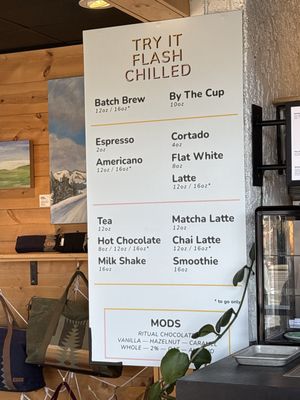 TRY IT
FLASH
CHILLED
Batch Brew
12oz / 16oz*
By The Cup
10oz
Espresso
2oz
Cortado
4oz
Americano
12oz / 16oz*
Flat White
8oz
Latte
12oz / 16oz*
Tea
12oz
Matcha Latte
12oz
Hot Chocolate
8oz / 12oz / 16oz*
Chai Latte
12oz / 16oz*
Milk Shake
16oz
Smoothie
16oz
* to go only
MODS
RITUAL CHOCOLATE
VANILLA — HAZELNUT — CARAMEL
WHOLE — 2% —